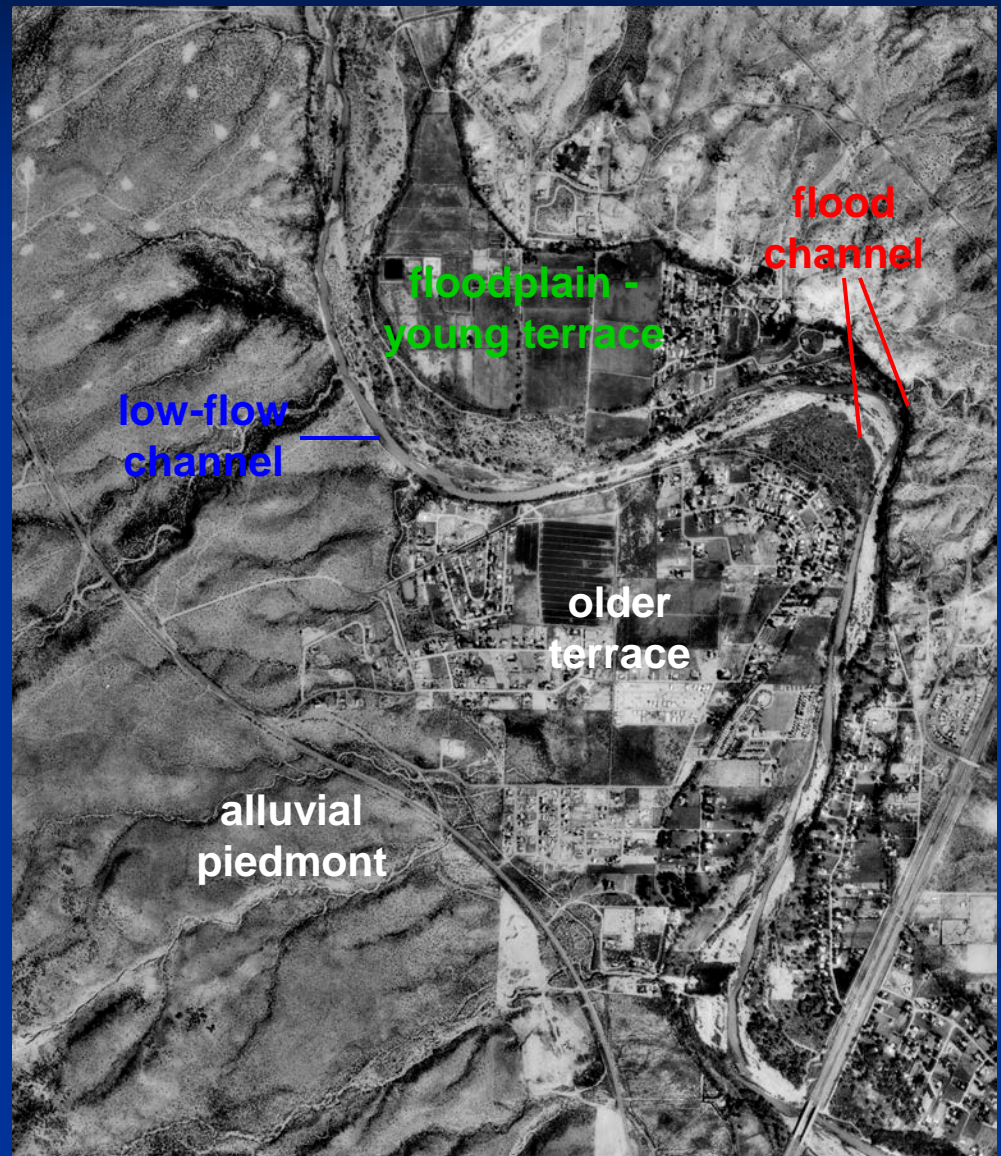 flood
channel
floodplain -
young terrace
low-flow
channel
older
terrace
alluvial
piedmont